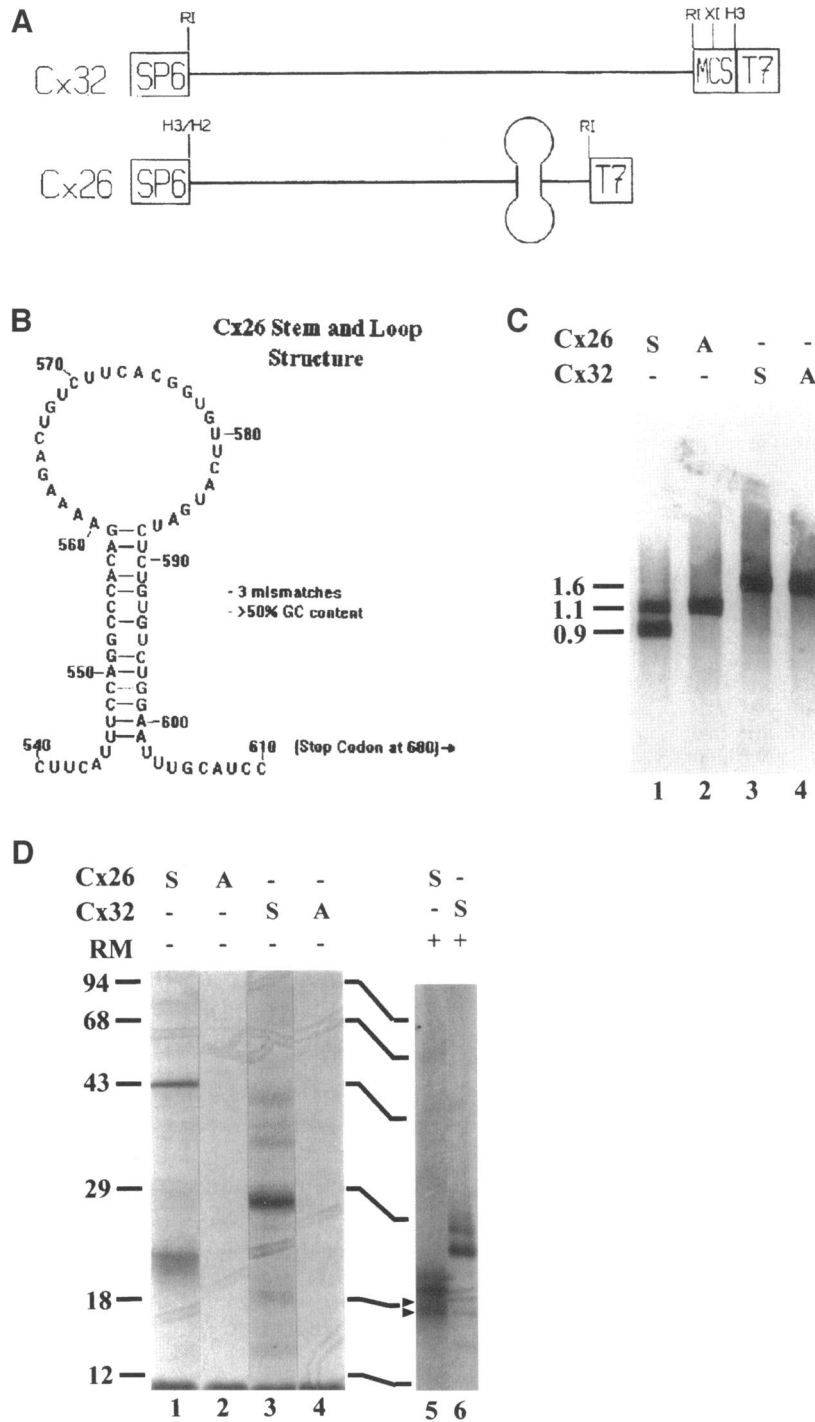 A
RI
RI XI H3
Cx32 SP6 MCS T7
H3/H2
RI
Cx26 SP6 T7
B
Cx26 Stem and Loop
Structure
570
GACUGUCUUCACGGUGUUCAUGAU
580
560
590
- 3 mismatches
- >50% GC content
550
600
540
610 (Stop Codon at 680)
CUUCA
UUUGCAUCC
C
Cx26 S A - -
Cx32 - - S A
1.6
1.1
0.9
1 2 3 4
D
Cx26 S A - - S -
Cx32 - - S A - S
RM - - - - + +
94
68
43
29
18
12
1 2 3 4 5 6